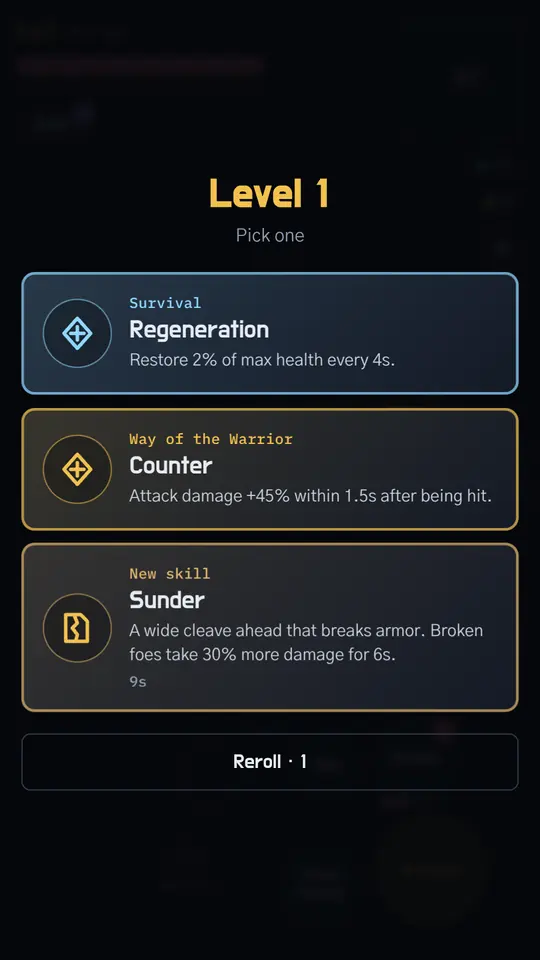 Level 1
Pick one
Survival
Regeneration
Restore 2% of max health every 4s.
Way of the Warrior
Counter
Attack damage +45% within 1.5s after being hit.
New skill
Sunder
A wide cleave ahead that breaks armor. Broken
foes take 30% more damage for 6s.
9s
Reroll · 1